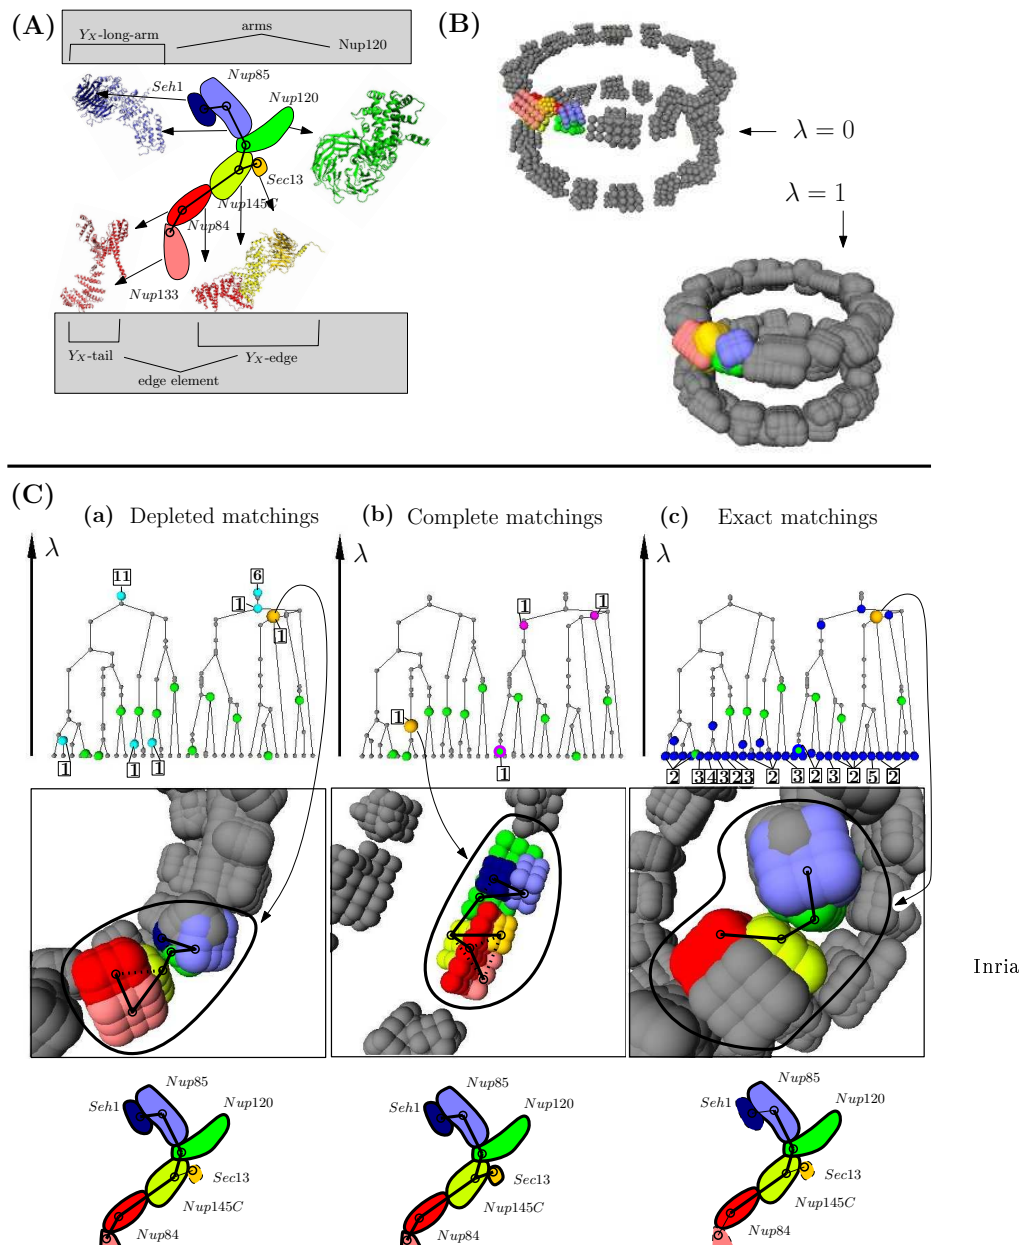 (A)
arms
Y_X-long-arm
Nup120
Nup85
Seh1
Nup120
Sec13
Nup145C
Nup84
Nup133
Y_X-tail
Y_X-edge
edge element
(B)
λ = 0
λ = 1
(C)
(a) Depleted matchings
(b) Complete matchings
(c) Exact matchings
λ
λ
λ
11
6
1
1
1
1
1
1
1
1
1
2 3 4 3 2 3 2 3 2 3 2 5 2
Inria
Nup85
Seh1
Nup120
Sec13
Nup145C
Nup84
Nup85
Seh1
Nup120
Sec13
Nup145C
Nup84
Nup85
Seh1
Nup120
Sec13
Nup145C
Nup84